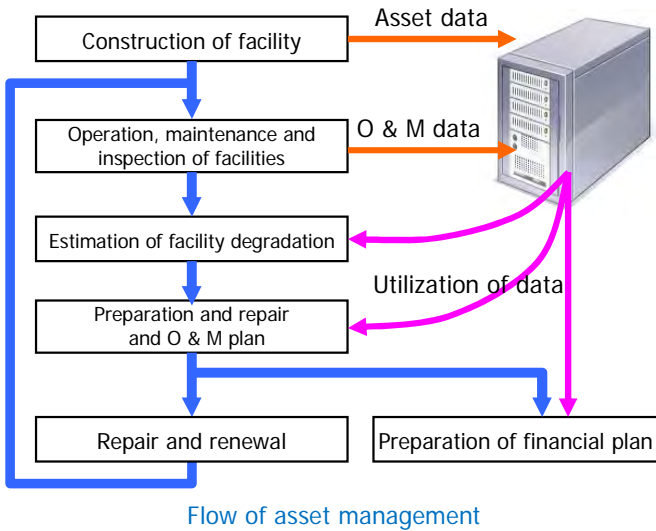 Asset data
Construction of facility
Operation, maintenance and
inspection of facilities
O & M data
Estimation of facility degradation
Utilization of data
Preparation and repair
and O & M plan
Repair and renewal
Preparation of financial plan
Flow of asset management